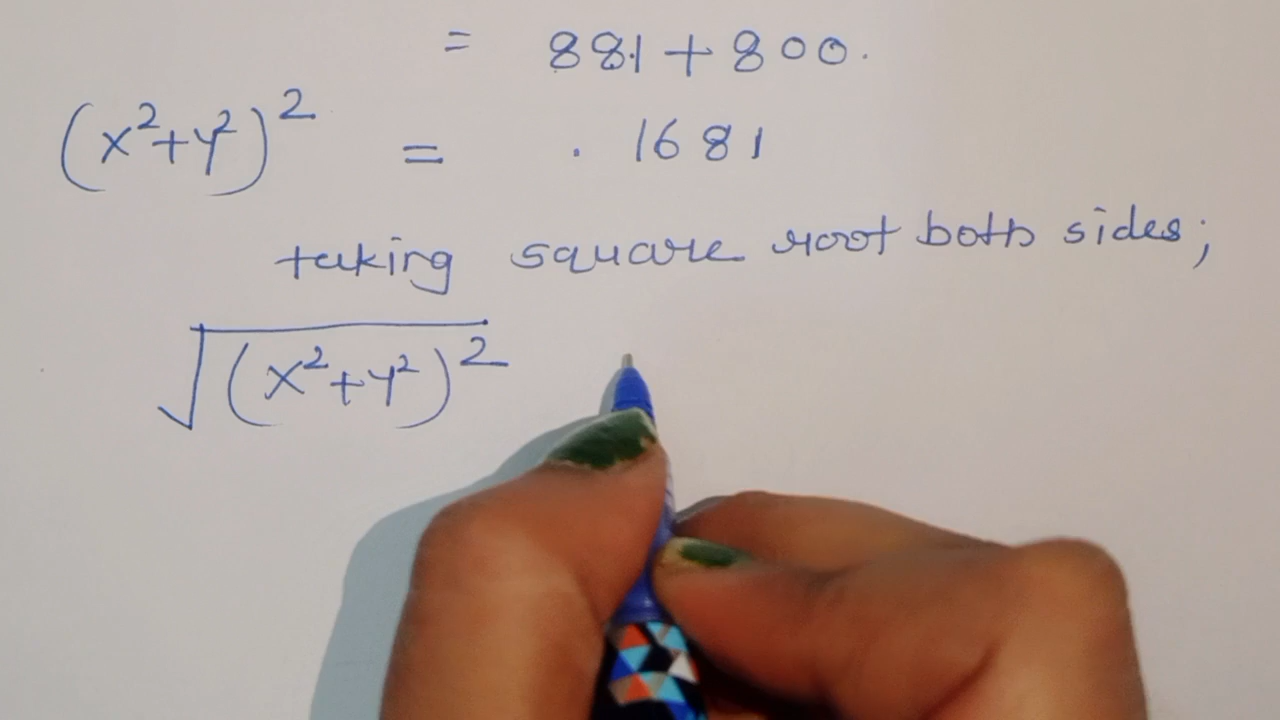 = 881 + 800.
(x²+y²)² = . 1681
taking square root both sides;
√(x²+y²)²